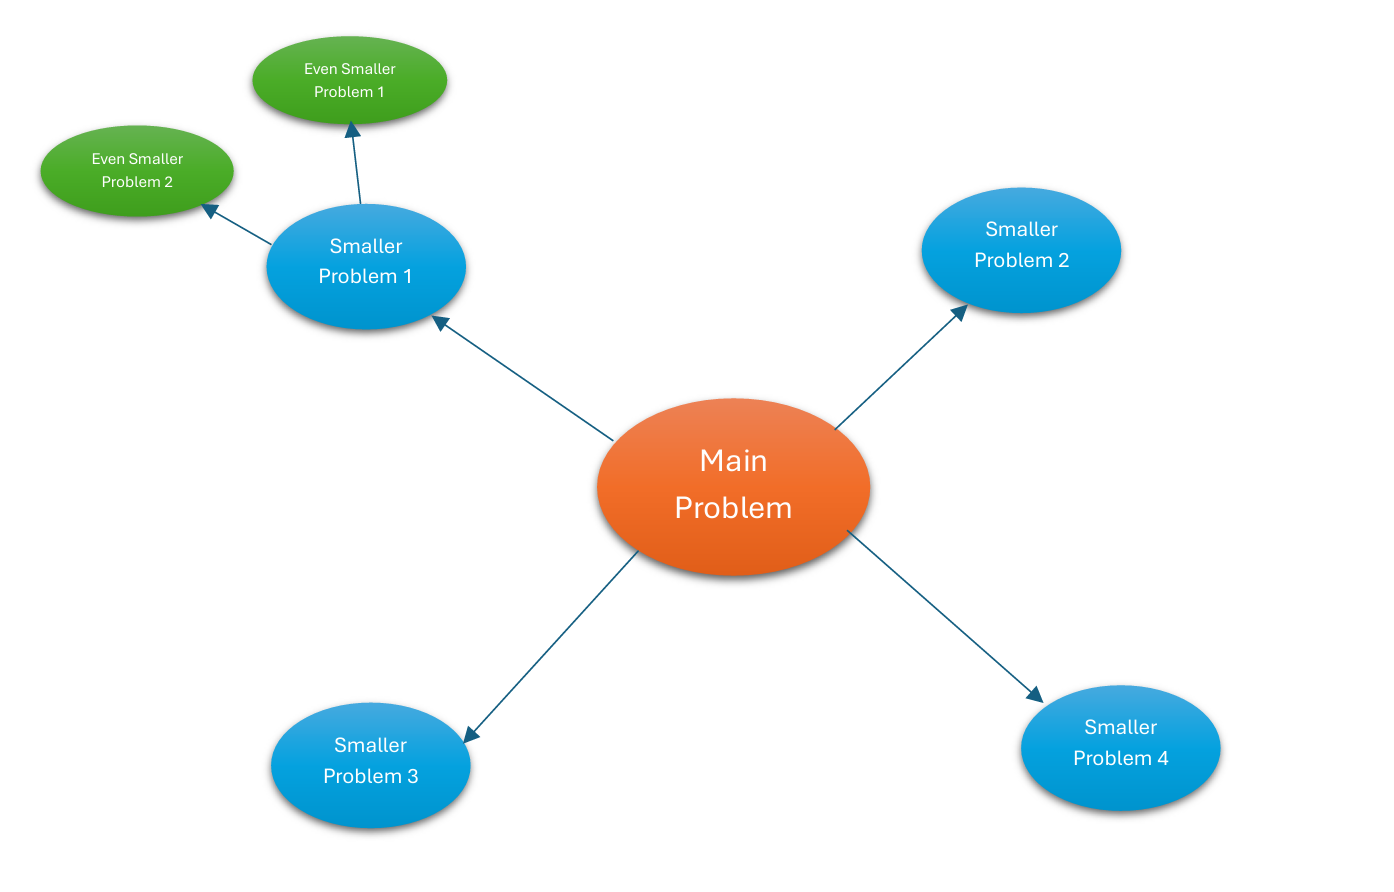 Even Smaller
Problem 1
Even Smaller
Problem 2
Smaller
Problem 1
Smaller
Problem 2
Main
Problem
Smaller
Problem 3
Smaller
Problem 4